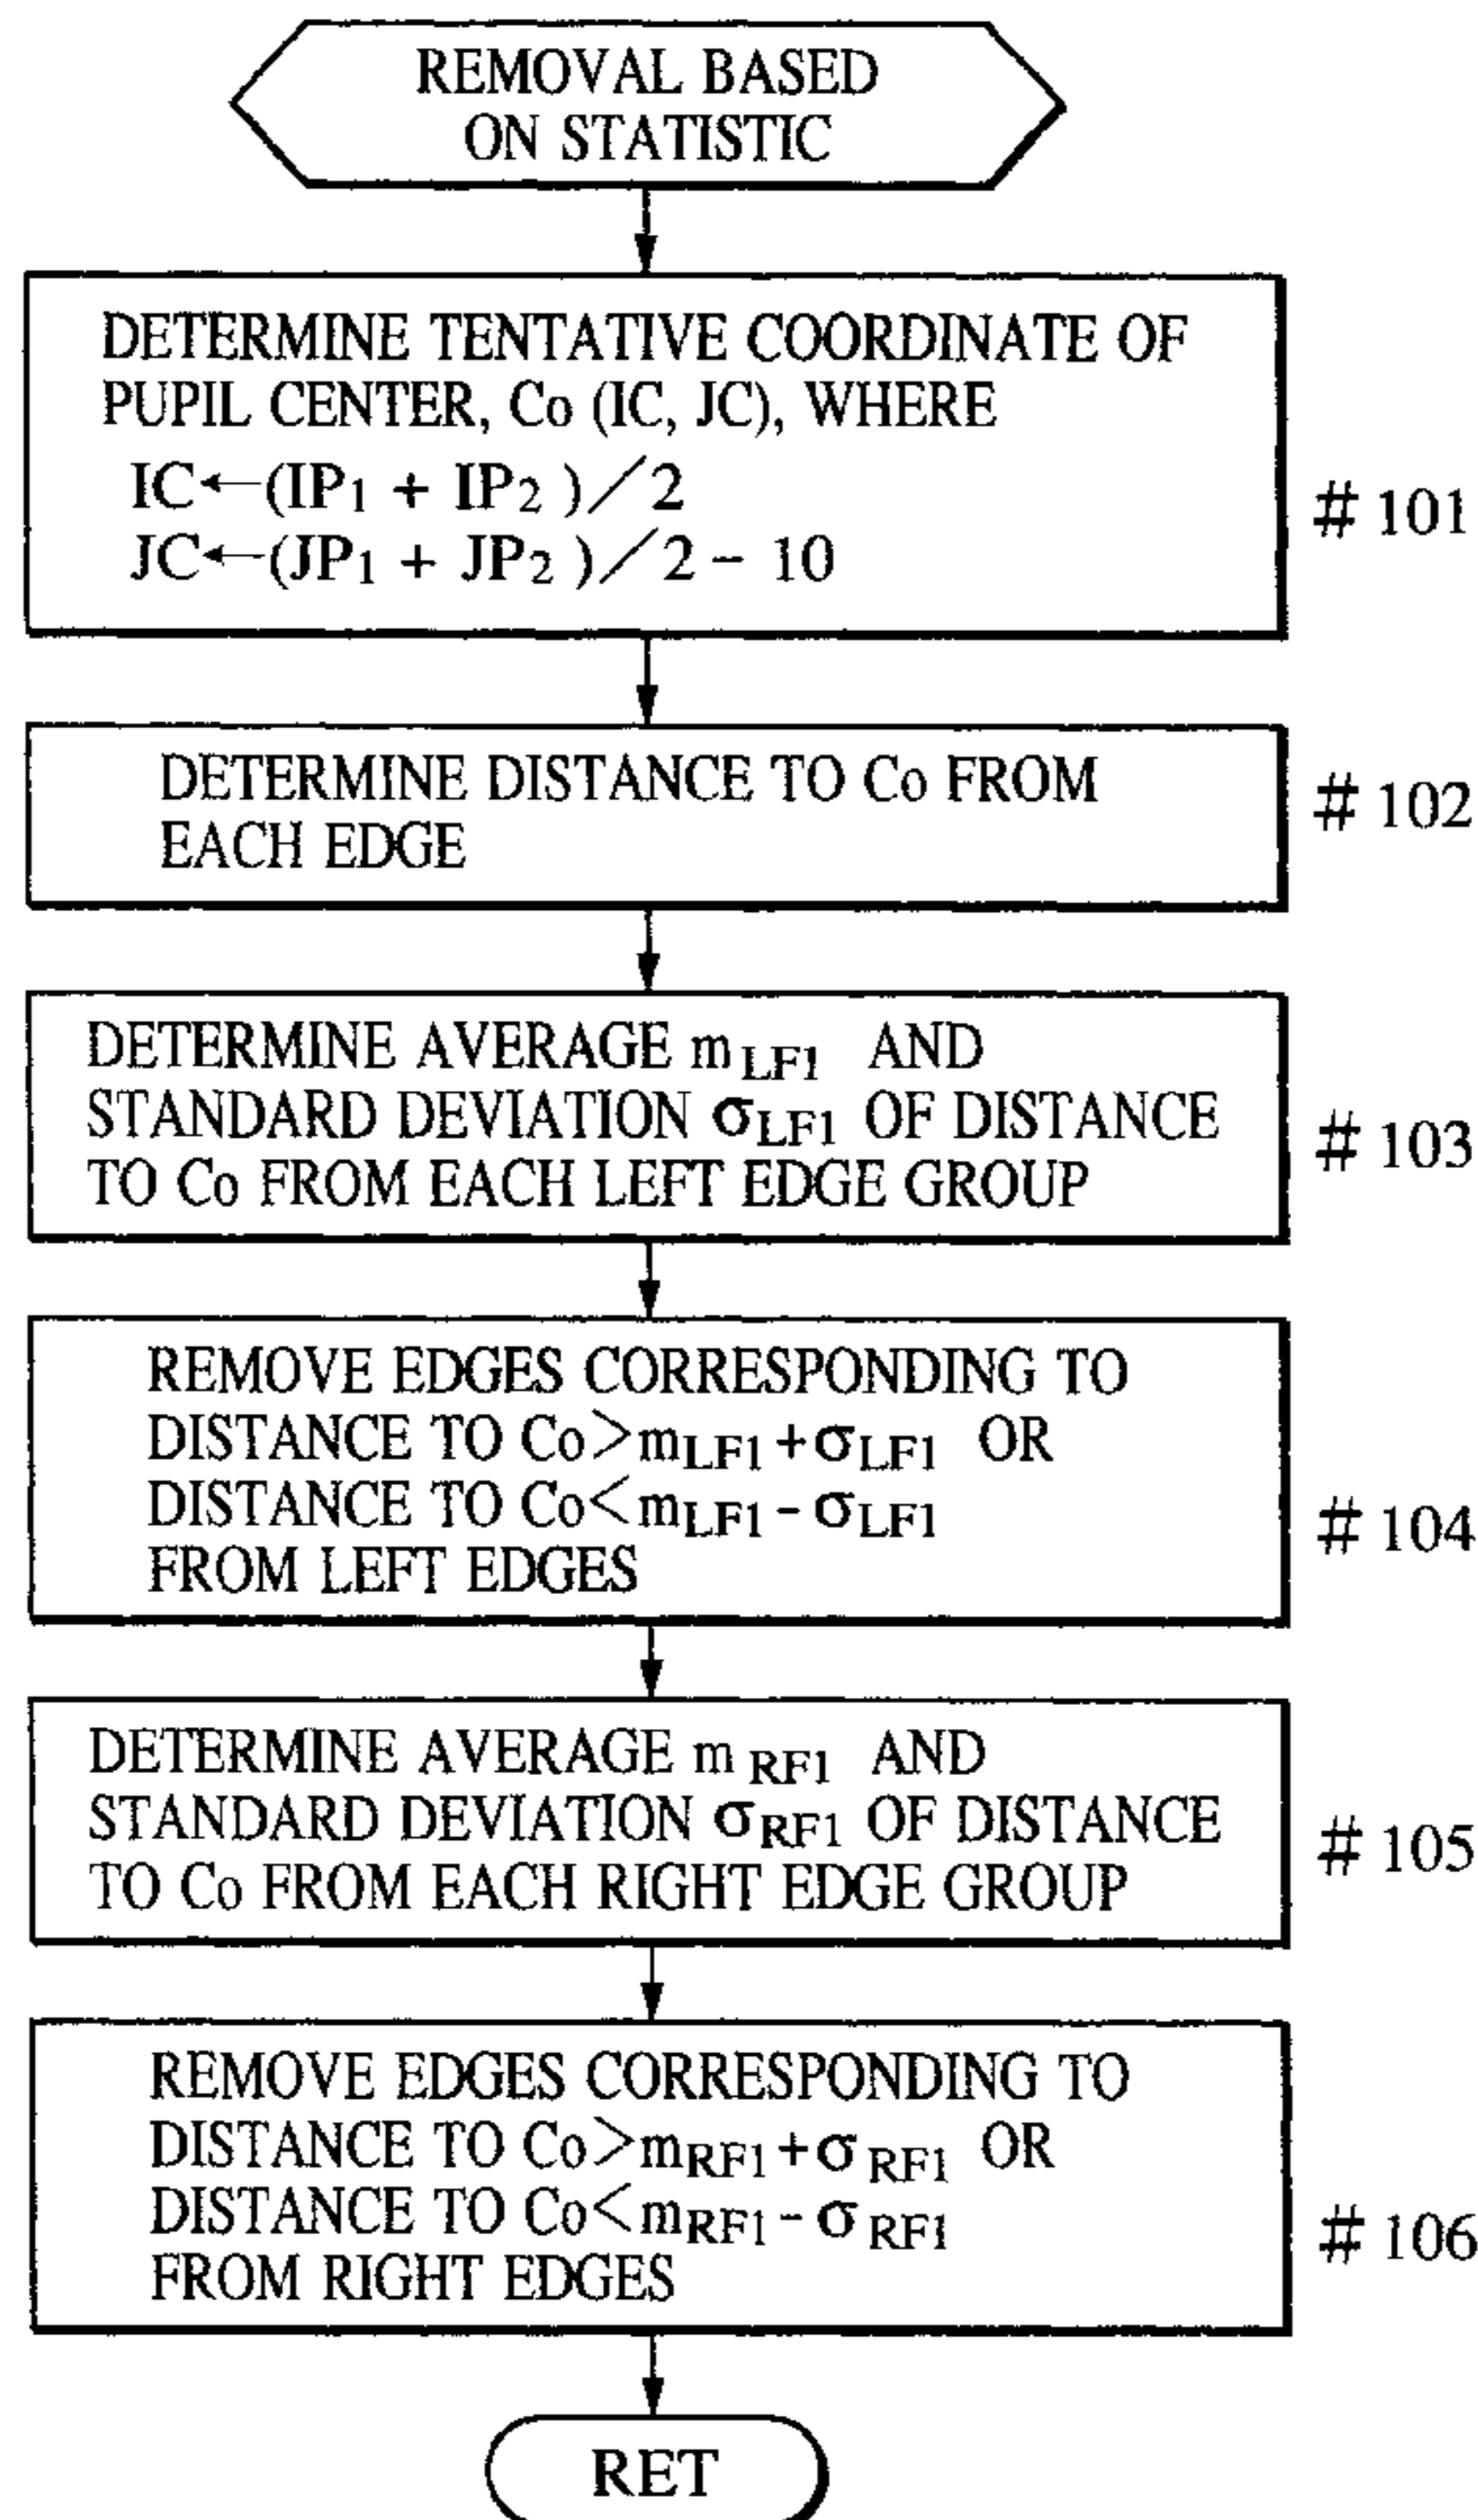 REMOVAL BASED
ON STATISTIC
DETERMINE TENTATIVE COORDINATE OF
PUPIL CENTER, Co (IC, JC), WHERE
IC←(IP1 + IP2 )／2
JC←(JP1 + JP2 )／2 - 10
# 101
DETERMINE DISTANCE TO Co FROM
EACH EDGE
# 102
DETERMINE AVERAGE mLF1 AND
STANDARD DEVIATION σLF1 OF DISTANCE
TO Co FROM EACH LEFT EDGE GROUP
# 103
REMOVE EDGES CORRESPONDING TO
DISTANCE TO Co>mLF1+σLF1 OR
DISTANCE TO Co<mLF1-σLF1
FROM LEFT EDGES
# 104
DETERMINE AVERAGE mRF1 AND
STANDARD DEVIATION σRF1 OF DISTANCE
TO Co FROM EACH RIGHT EDGE GROUP
# 105
REMOVE EDGES CORRESPONDING TO
DISTANCE TO Co>mRF1+σRF1 OR
DISTANCE TO Co<mRF1-σRF1
FROM RIGHT EDGES
# 106
RET